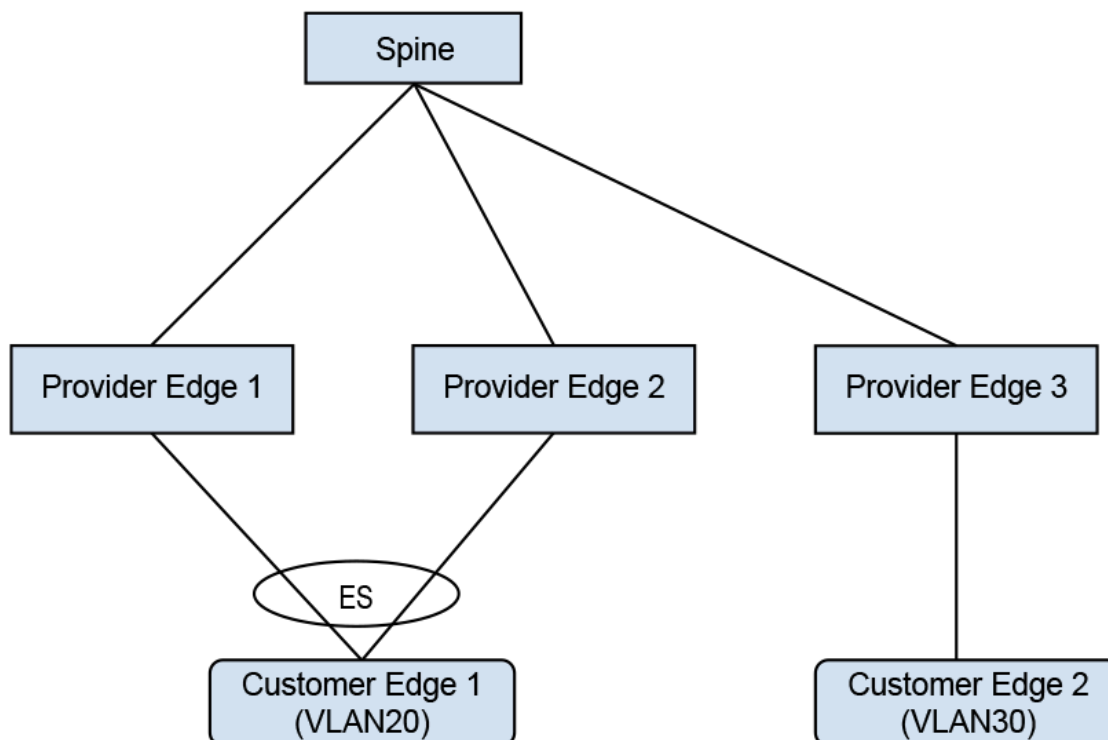 Spine
Provider Edge 1
Provider Edge 2
Provider Edge 3
ES
Customer Edge 1
(VLAN20)
Customer Edge 2
(VLAN30)